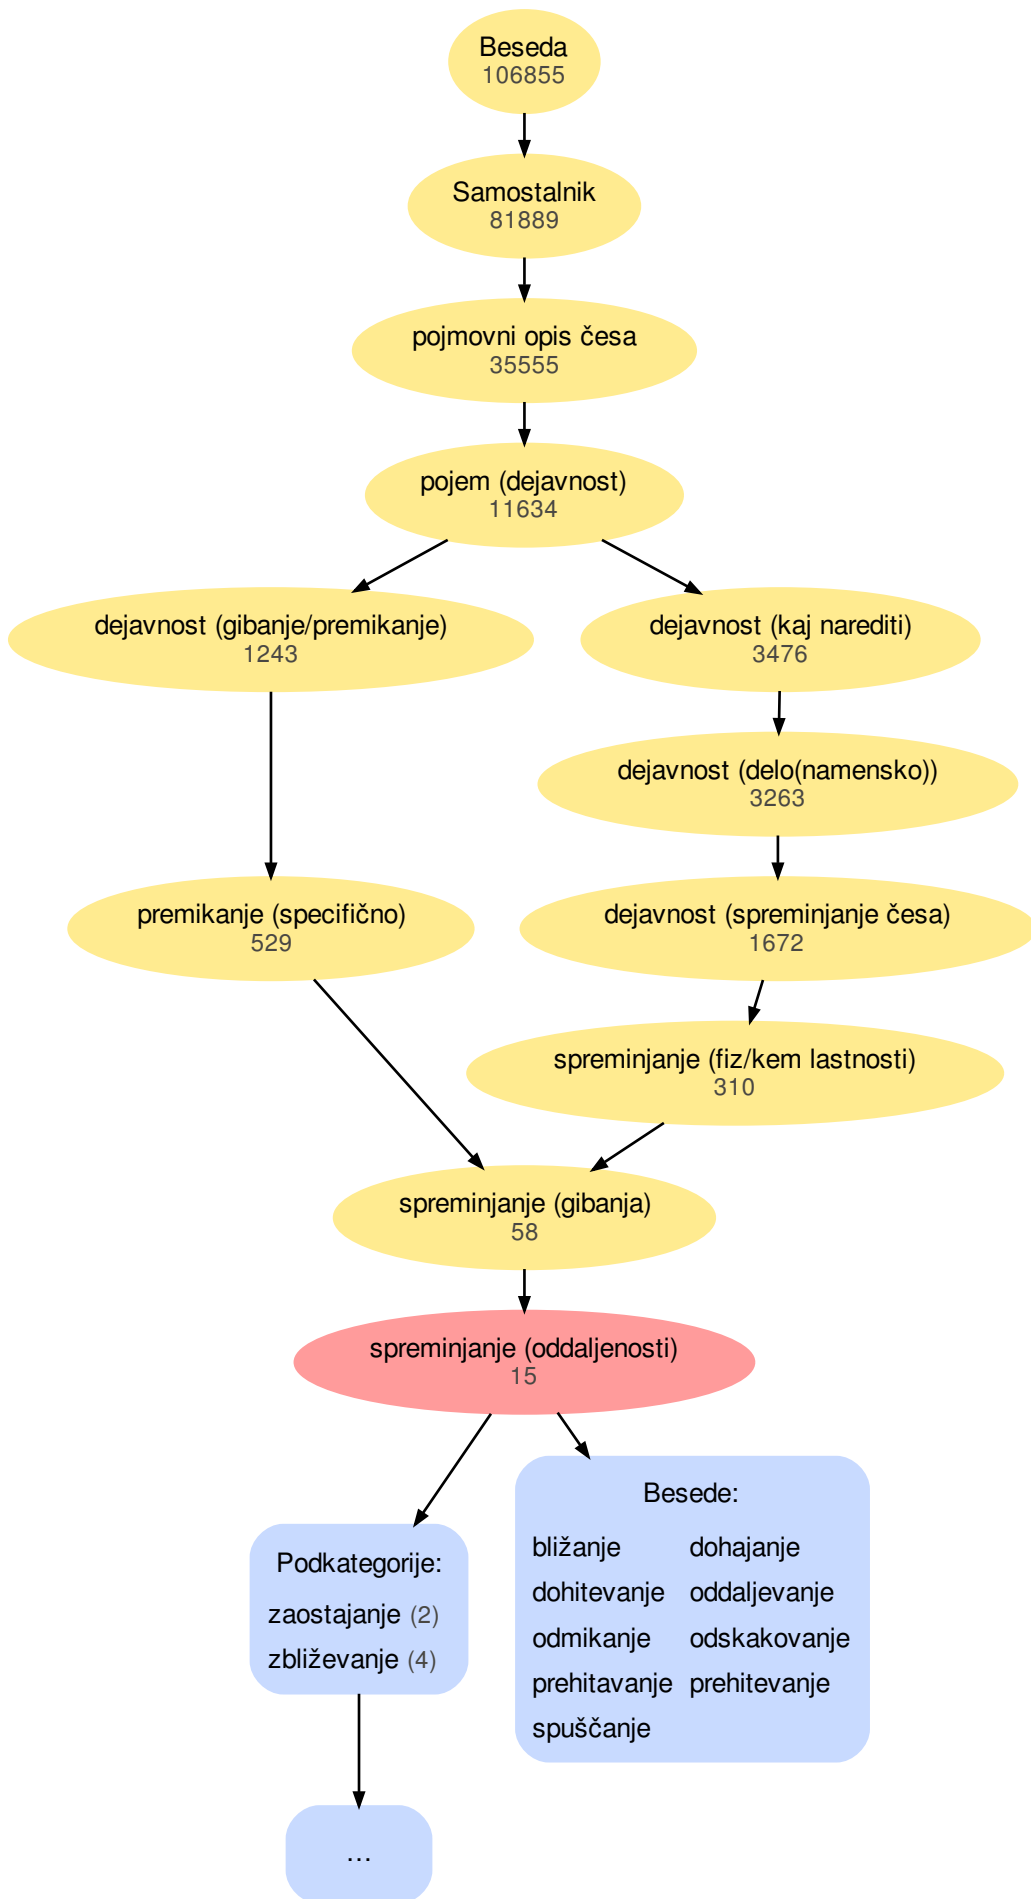 Beseda
106855
Samostalnik
81889
pojmovni opis česa
35555
pojem (dejavnost)
11634
dejavnost (gibanje/premikanje)
1243
dejavnost (kaj narediti)
3476
dejavnost (delo(namensko))
3263
premikanje (specifično)
529
dejavnost (spreminjanje česa)
1672
spreminjanje (fiz/kem lastnosti)
310
spreminjanje (gibanja)
58
spreminjanje (oddaljenosti)
15
Podkategorije:
zaostajanje (2)
zbliževanje (4)
Besede:
bližanje dohajanje
dohitevanje oddaljevanje
odmikanje odskakovanje
prehitavanje prehitevanje
spuščanje
...